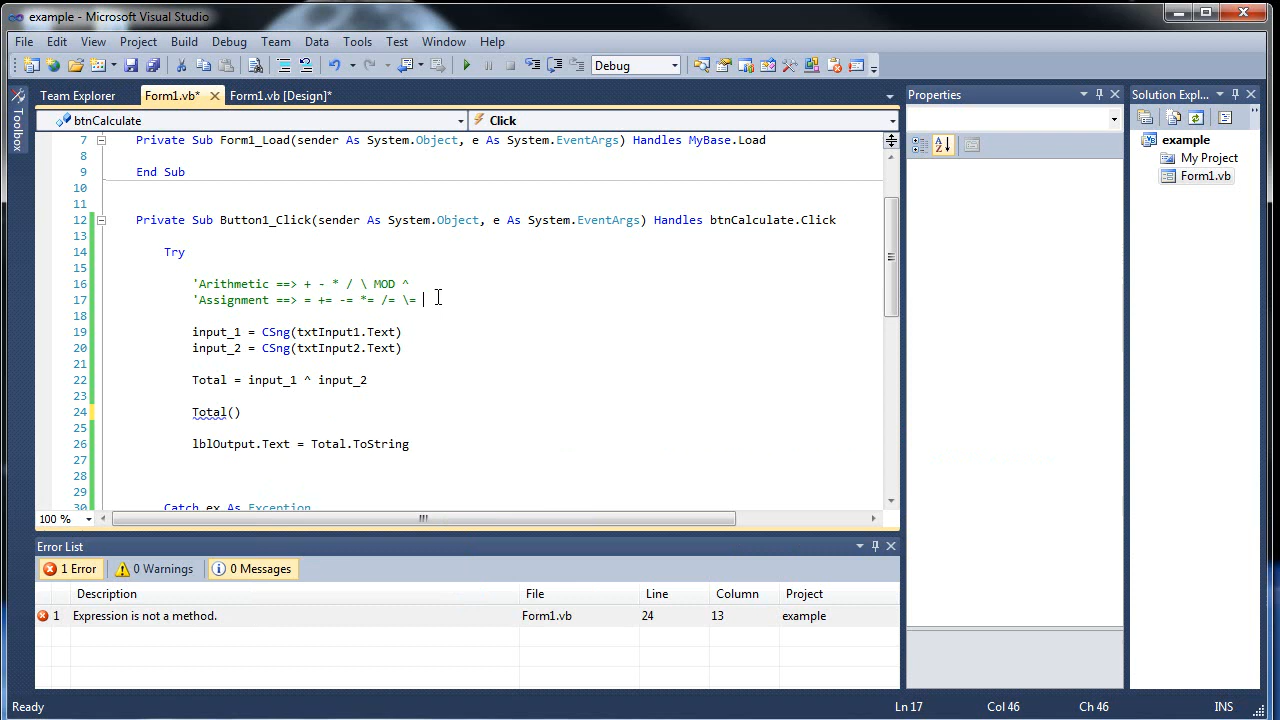 example - Microsoft Visual Studio
File Edit View Project Build Debug Team Data Tools Test Window Help
Debug
Team Explorer Form1.vb* Form1.vb [Design]*
btnCalculate Click
7 Private Sub Form1_Load(sender As System.Object, e As System.EventArgs) Handles MyBase.Load
8
9 End Sub
10
11
12 Private Sub Button1_Click(sender As System.Object, e As System.EventArgs) Handles btnCalculate.Click
13
14 Try
15
16 'Arithmetic ==> + - * / \ MOD ^
17 'Assignment ==> = += -= *= /= \=
18
19 input_1 = CSng(txtInput1.Text)
20 input_2 = CSng(txtInput2.Text)
21
22 Total = input_1 ^ input_2
23
24 Total()
25
26 lblOutput.Text = Total.ToString
27
28
29
30 Catch ex As Exception
100 %
Toolbox
Properties
Solution Expl...
example
My Project
Form1.vb
Error List
1 Error 0 Warnings 0 Messages
Description File Line Column Project
1 Expression is not a method. Form1.vb 24 13 example
Ready Ln 17 Col 46 Ch 46 INS